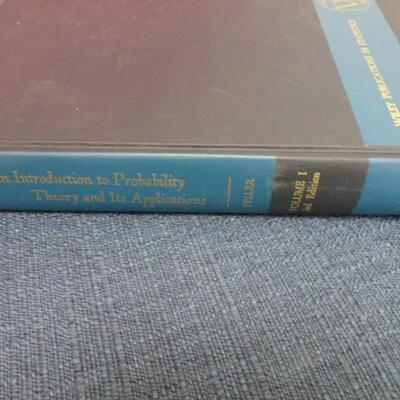 Introduction to Probability
Theory and Its Applications
FELLER
VOLUME I
Edition
WILEY PUBLICATIONS IN STATISTICS
W